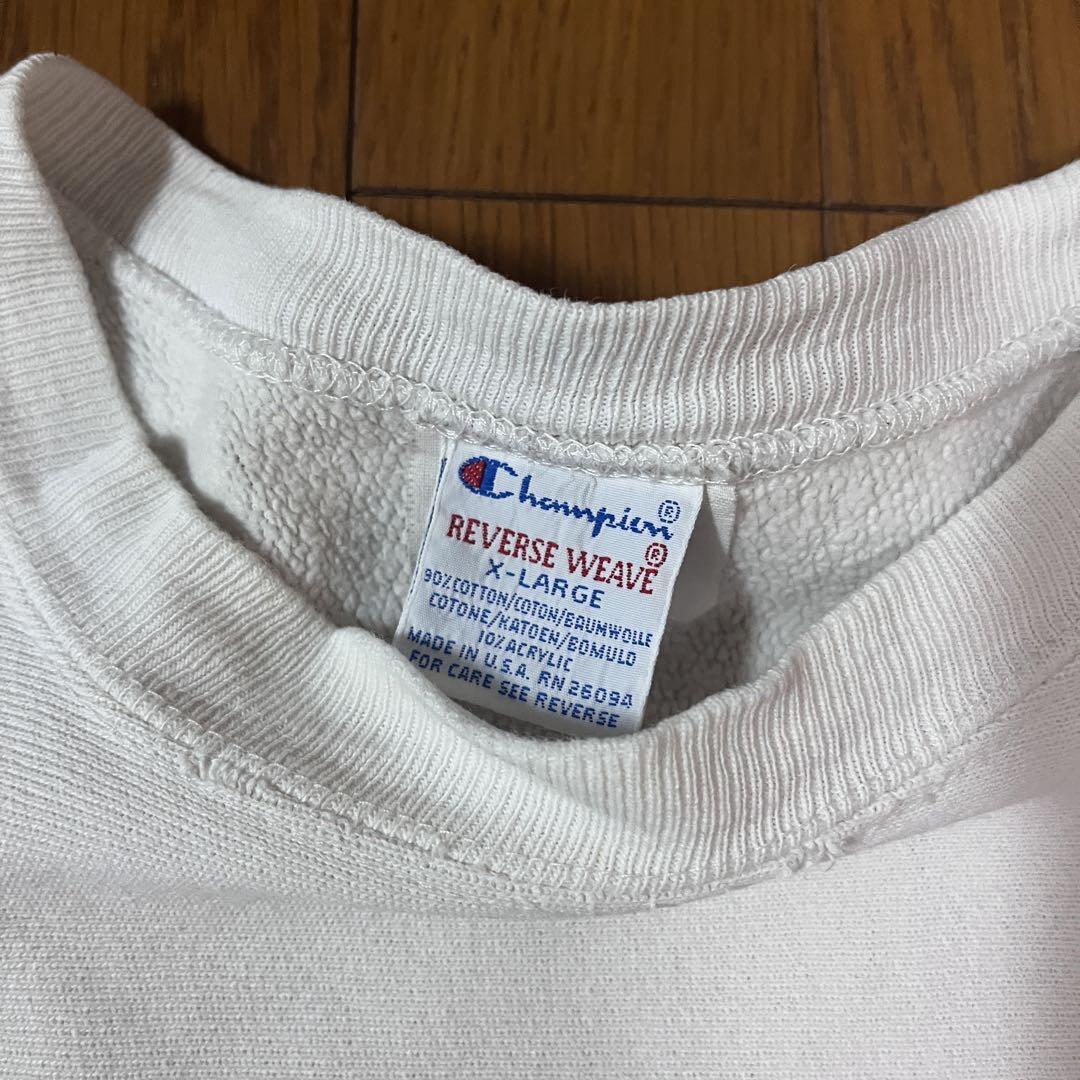 Champion®
REVERSE WEAVE®
X-LARGE
90%COTTON/COTON/BAUMWOLLE
COTONE/KATOEN/BOMULD
10%ACRYLIC
MADE IN U.S.A. RN 26094
FOR CARE SEE REVERSE